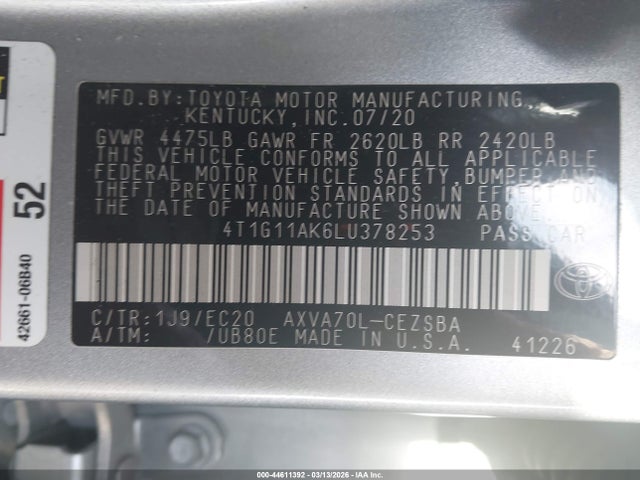 MFD.BY:TOYOTA MOTOR MANUFACTURING,
KENTUCKY,INC.07/20
GVWR 4475LB GAWR FR 2620LB RR 2420LB
THIS VEHICLE CONFORMS TO ALL APPLICABLE
FEDERAL MOTOR VEHICLE SAFETY,BUMPER AND
THEFT PREVENTION STANDARDS IN EFFECT ON
THE DATE OF MANUFACTURE SHOWN ABOVE.
4T1G11AK6LU378253 PASS.CAR
C/TR:1J9/EC20 AXVA70L-CEZSBA
A/TM: /UB80E MADE IN U.S.A. 41226
52
42661-06B40
000-44611392 - 03/13/2026 - IAA, LLC